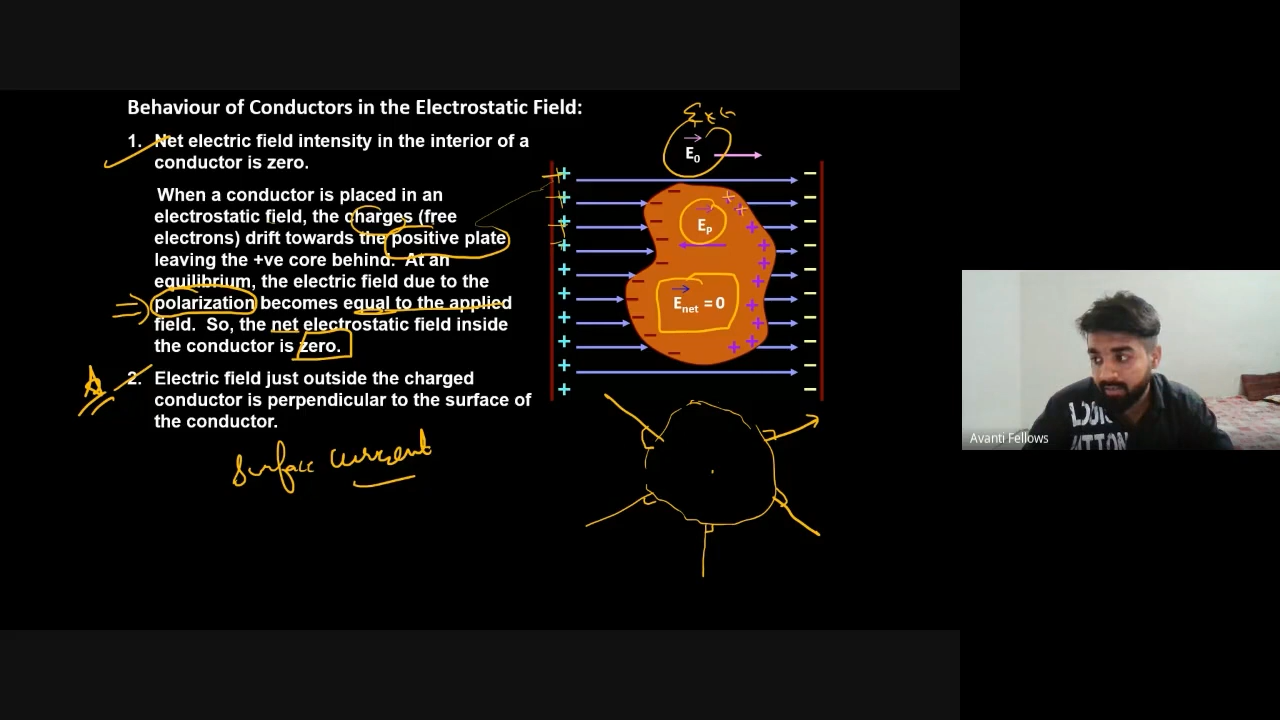 Behaviour of Conductors in the Electrostatic Field:
1. Net electric field intensity in the interior of a
conductor is zero.
When a conductor is placed in an
electrostatic field, the charges (free
electrons) drift towards the positive plate
leaving the +ve core behind. At an
equilibrium, the electric field due to the
polarization becomes equal to the applied
field. So, the net electrostatic field inside
the conductor is zero.
2. Electric field just outside the charged
conductor is perpendicular to the surface of
the conductor.
Surface Current
E₀
Eₚ
E_net = 0
LOOK
Avanti Fellows